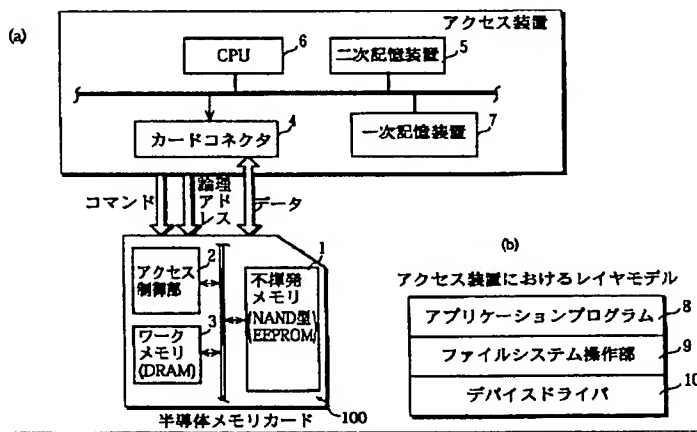 (a)
アクセス装置
CPU
6
二次記憶装置
5
カードコネクタ
4
一次記憶装置
7
コマンド
論理
アドレス
データ
アクセス
制御部
2
ワーク
メモリ
(DRAM)
3
1
不揮発
メモリ
(NAND型
EEPROM)
100
半導体メモリカード
(b)
アクセス装置におけるレイヤモデル
アプリケーションプログラム
8
ファイルシステム操作部
9
デバイスドライバ
10